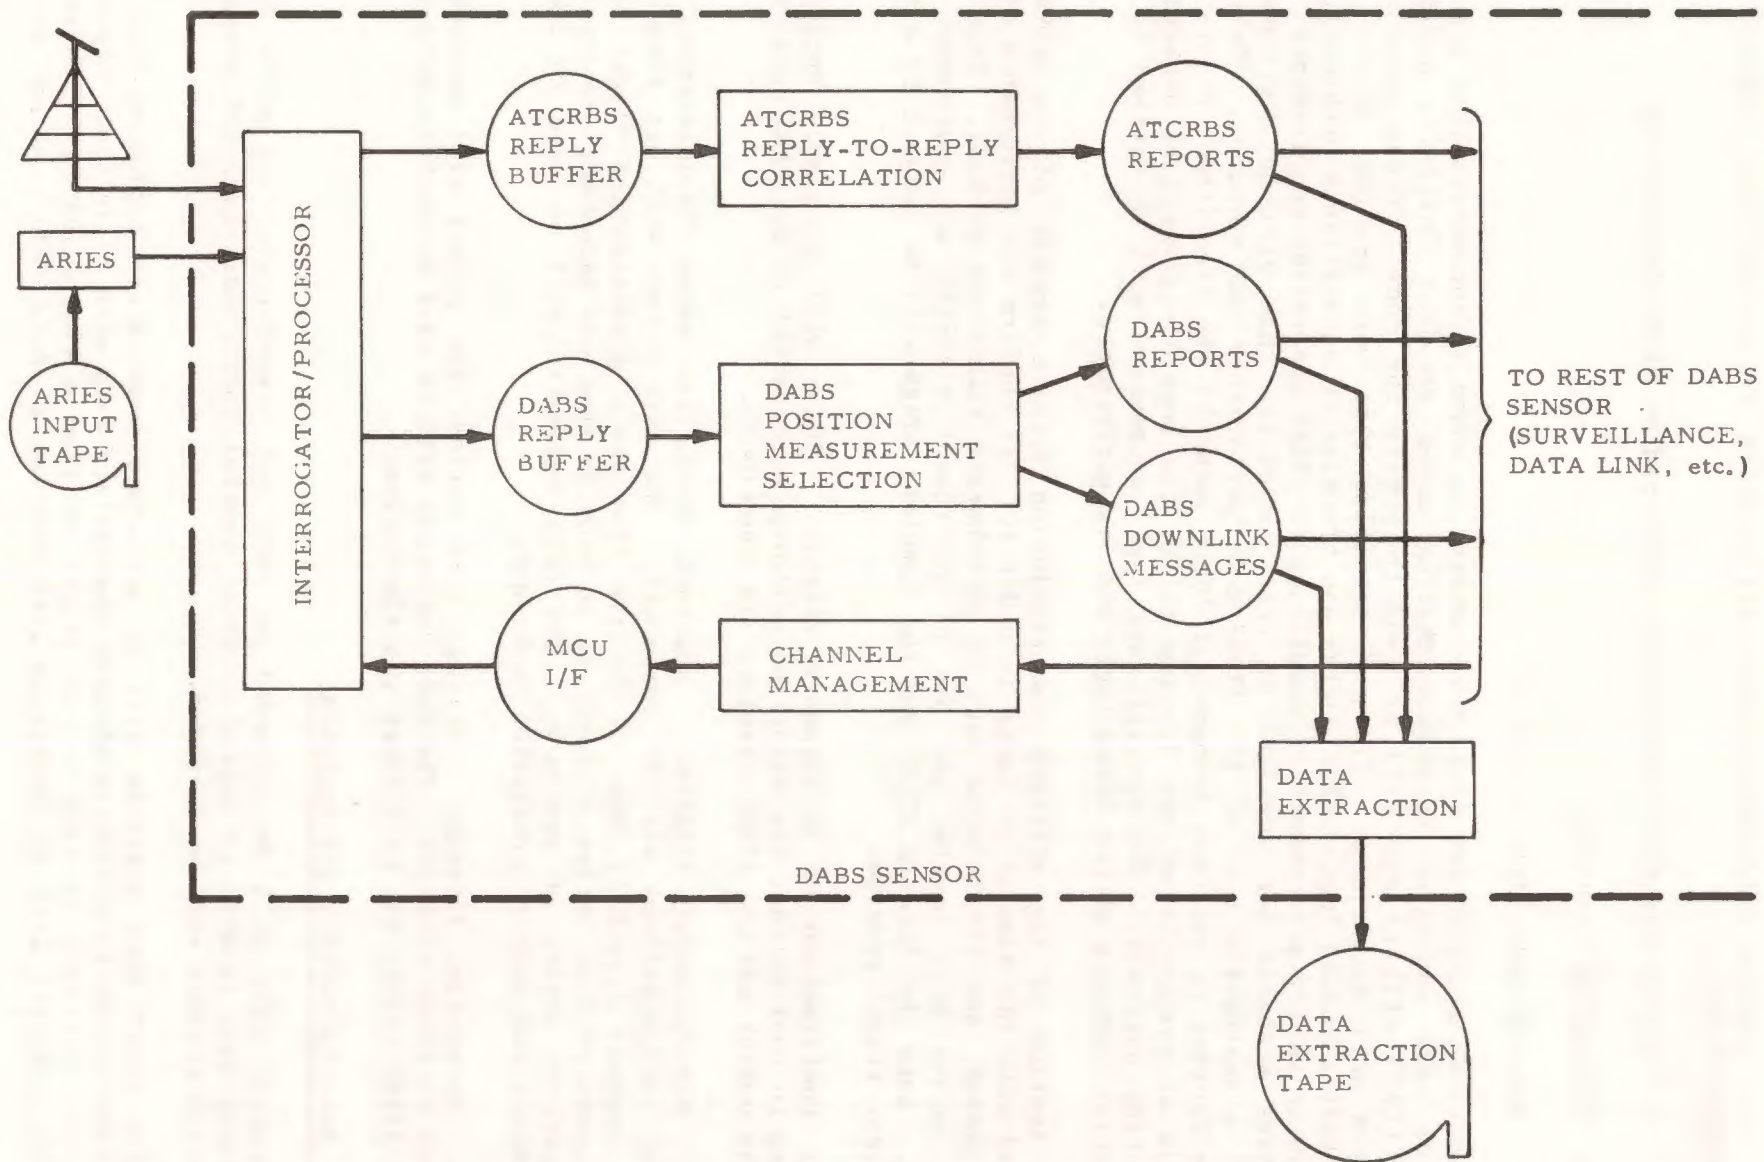 ATCRBS
REPLY
BUFFER
ATCRBS
REPLY-TO-REPLY
CORRELATION
ATCRBS
REPORTS
ARIES
ARIES
INPUT
TAPE
INTERROGATOR/PROCESSOR
DABS
REPLY
BUFFER
DABS
POSITION
MEASUREMENT
SELECTION
DABS
REPORTS
DABS
DOWNLINK
MESSAGES
TO REST OF DABS
SENSOR
(SURVEILLANCE,
DATA LINK, etc.)
MCU
I/F
CHANNEL
MANAGEMENT
DATA
EXTRACTION
DABS SENSOR
DATA
EXTRACTION
TAPE